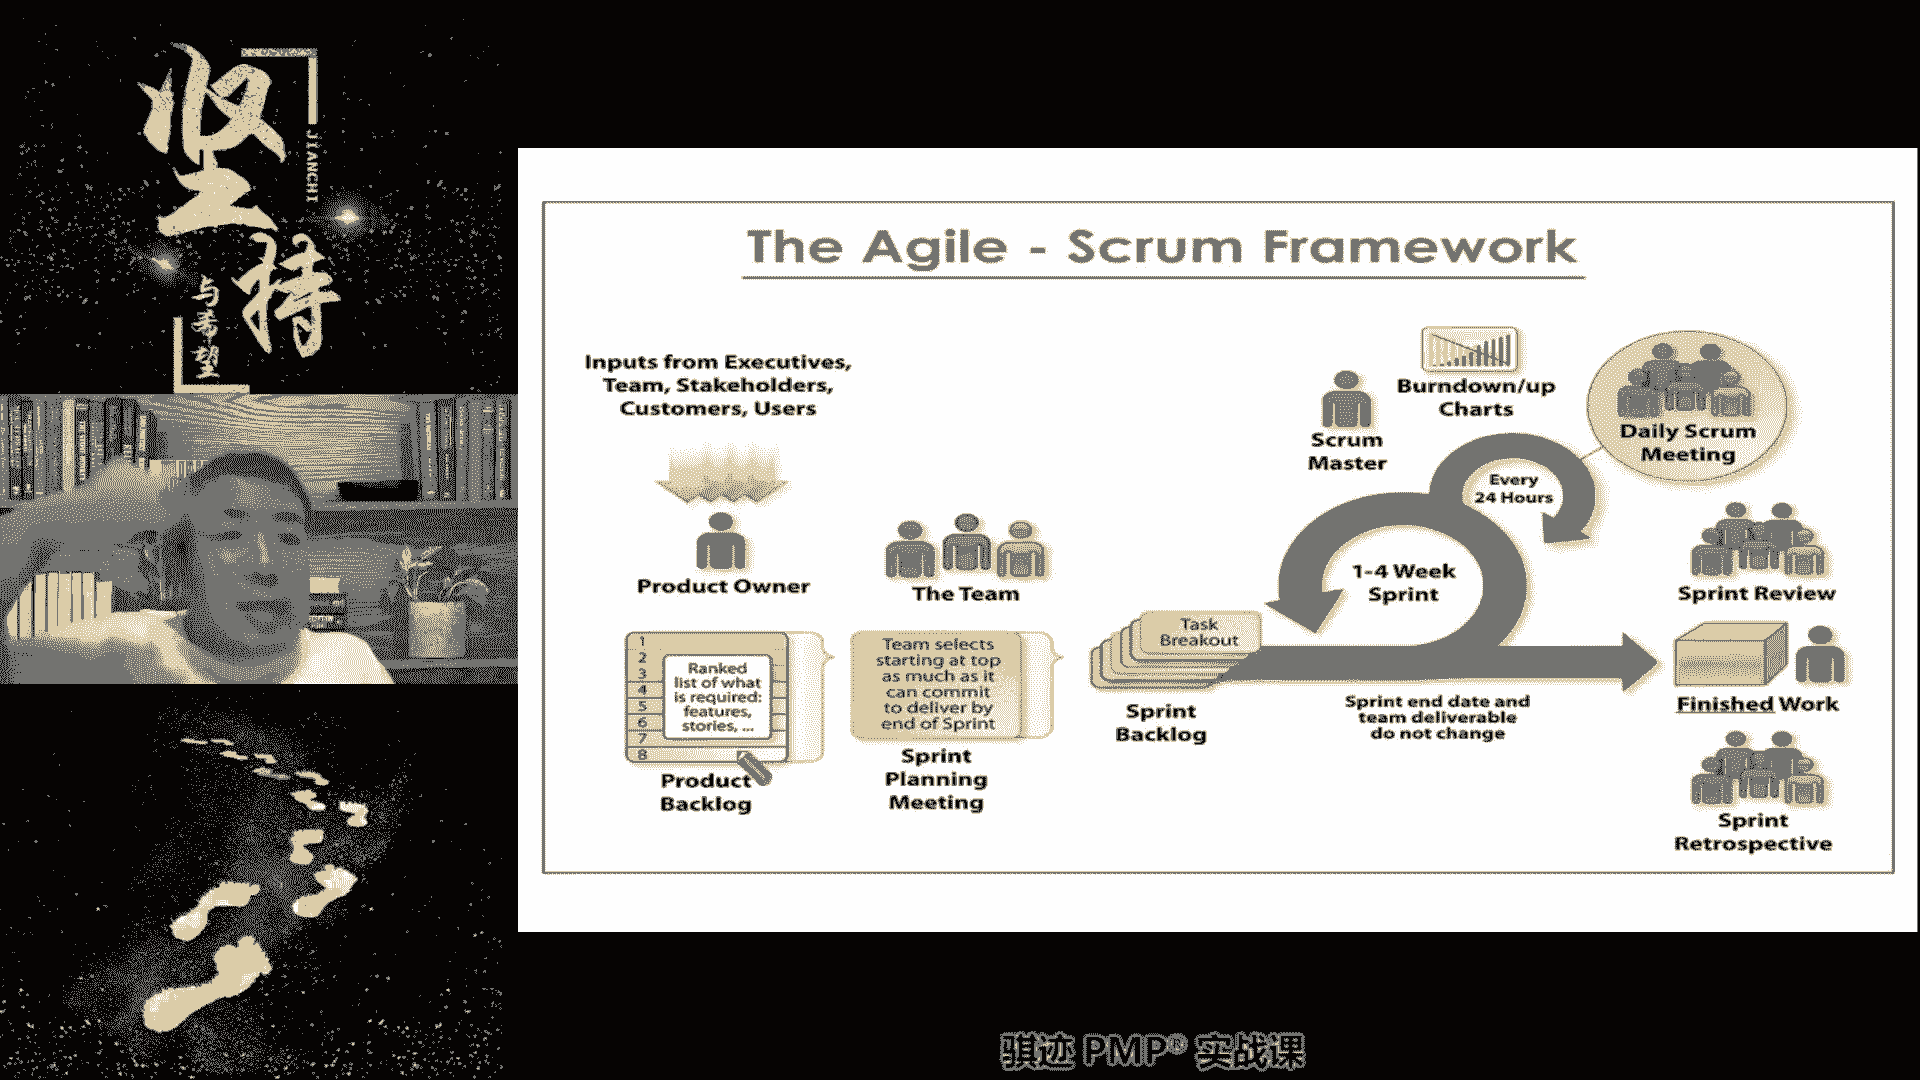 坚持
JIANCHI
与希望
The Agile - Scrum Framework
Inputs from Executives,
Team, Stakeholders,
Customers, Users
Product Owner
The Team
1
2
3
4
5
6
7
8
Ranked
list of what
is required:
features,
stories, ...
Product
Backlog
Team selects
starting at top
as much as it
can commit
to deliver by
end of Sprint
Sprint
Planning
Meeting
Task
Breakout
Sprint
Backlog
Scrum
Master
Burndown/up
Charts
Every
24 Hours
Daily Scrum
Meeting
1-4 Week
Sprint
Sprint end date and
team deliverable
do not change
Sprint Review
Finished Work
Sprint
Retrospective
骐迹 PMP® 实战课